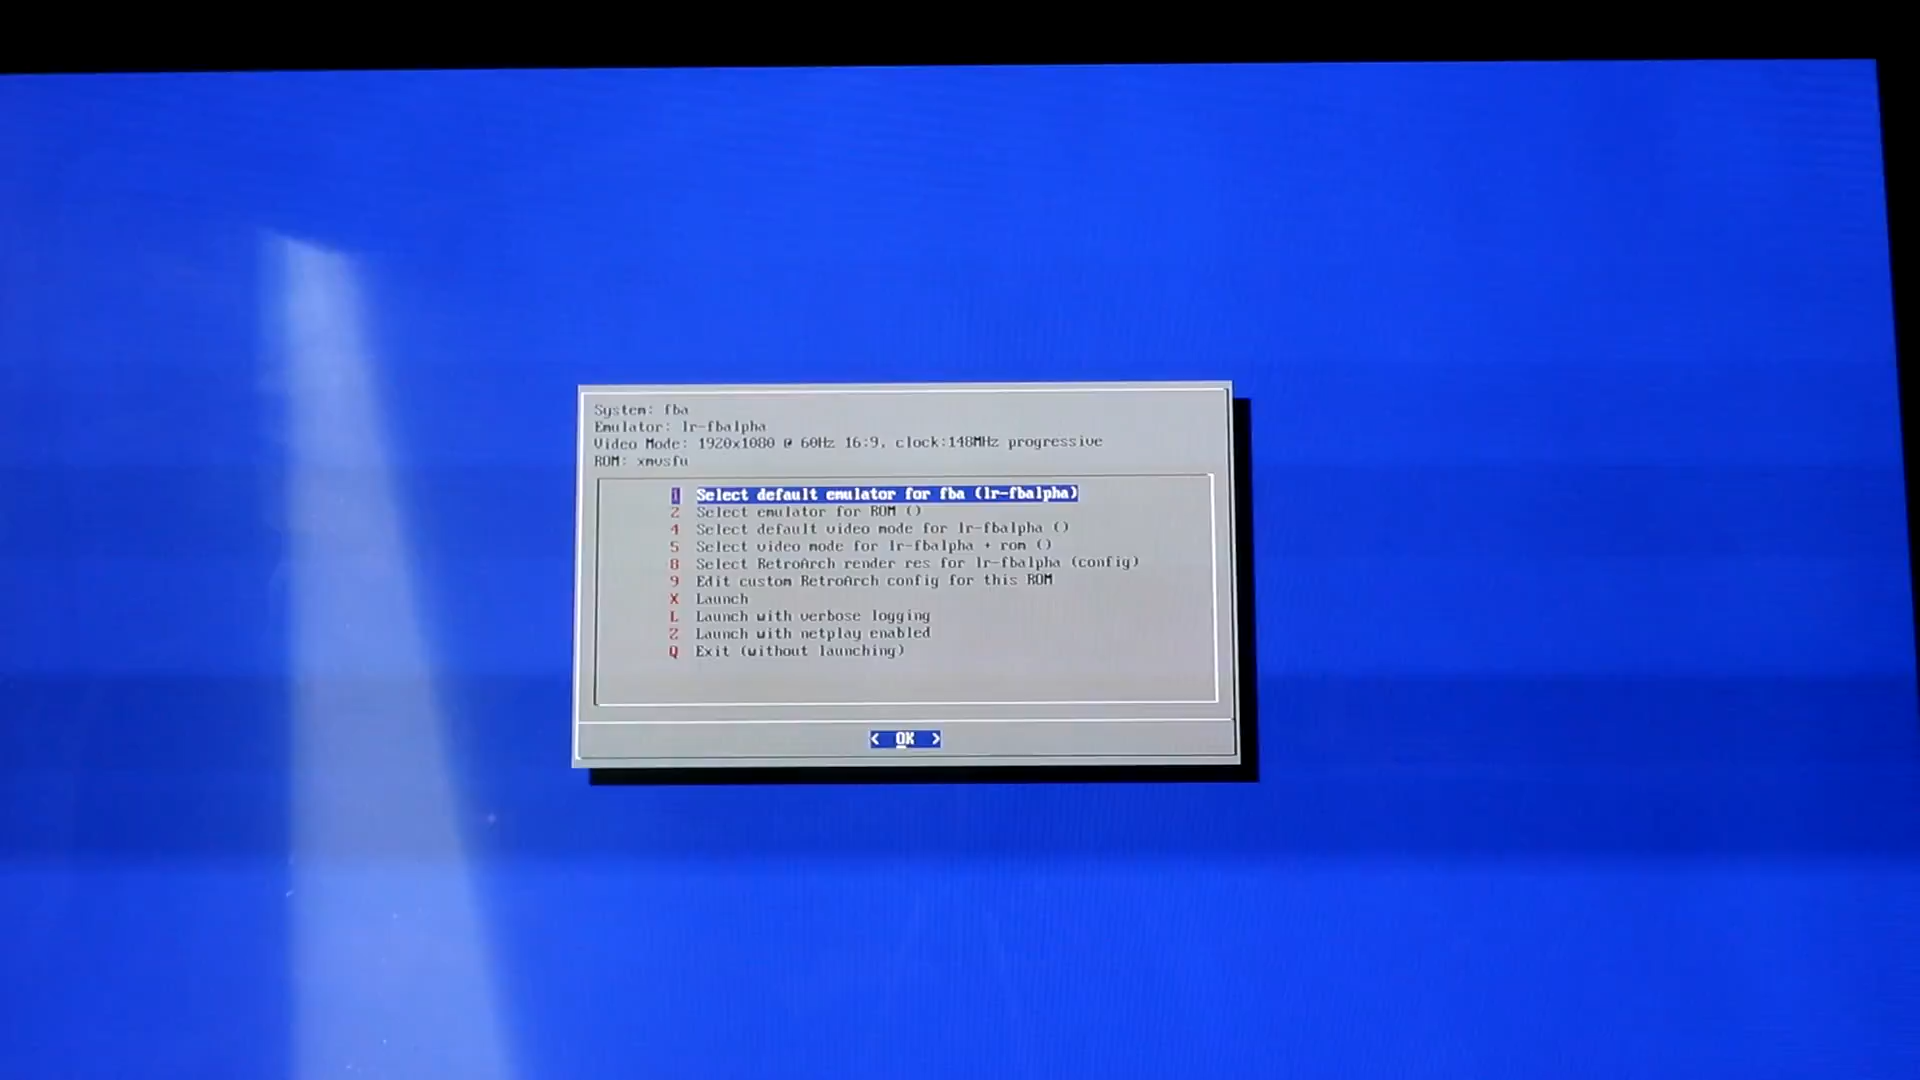 System: fba
Emulator: lr-fbalpha
Video Mode: 1920x1080 @ 60Hz 16:9, clock:148MHz progressive
ROM: xmvsfu
1 Select default emulator for fba (lr-fbalpha)
2 Select emulator for ROM ()
4 Select default video mode for lr-fbalpha ()
5 Select video mode for lr-fbalpha + rom ()
8 Select RetroArch render res for lr-fbalpha (config)
9 Edit custom RetroArch config for this ROM
X Launch
L Launch with verbose logging
Z Launch with netplay enabled
Q Exit (without launching)
< OK >